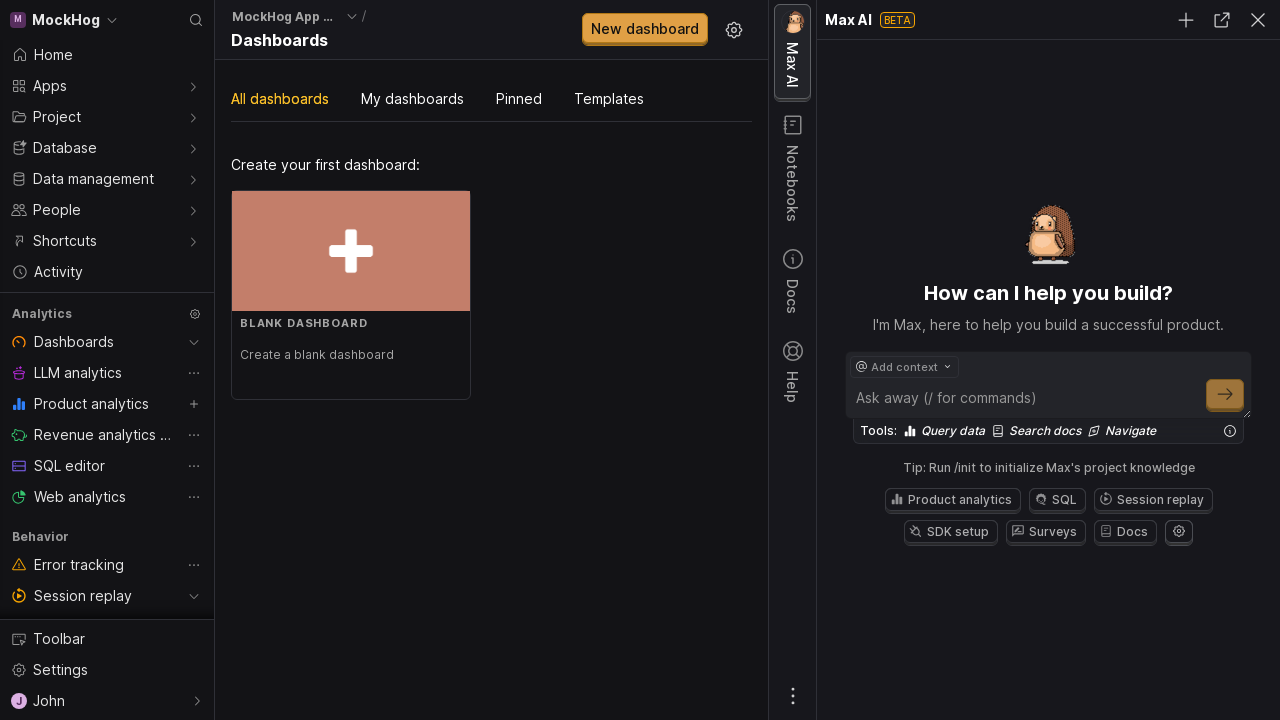 M MockHog
Home
Apps
Project
Database
Data management
People
Shortcuts
Activity
Analytics
Dashboards
LLM analytics
Product analytics
Revenue analytics ...
SQL editor
Web analytics
Behavior
Error tracking
Session replay
Toolbar
Settings
J John
MockHog App ... /
Dashboards
New dashboard
All dashboards My dashboards Pinned Templates
Create your first dashboard:
BLANK DASHBOARD
Create a blank dashboard
Max AI
Notebooks
Docs
Help
Max AI BETA
How can I help you build?
I'm Max, here to help you build a successful product.
@ Add context
Ask away (/ for commands)
Tools: Query data Search docs Navigate
Tip: Run /init to initialize Max's project knowledge
Product analytics SQL Session replay
SDK setup Surveys Docs